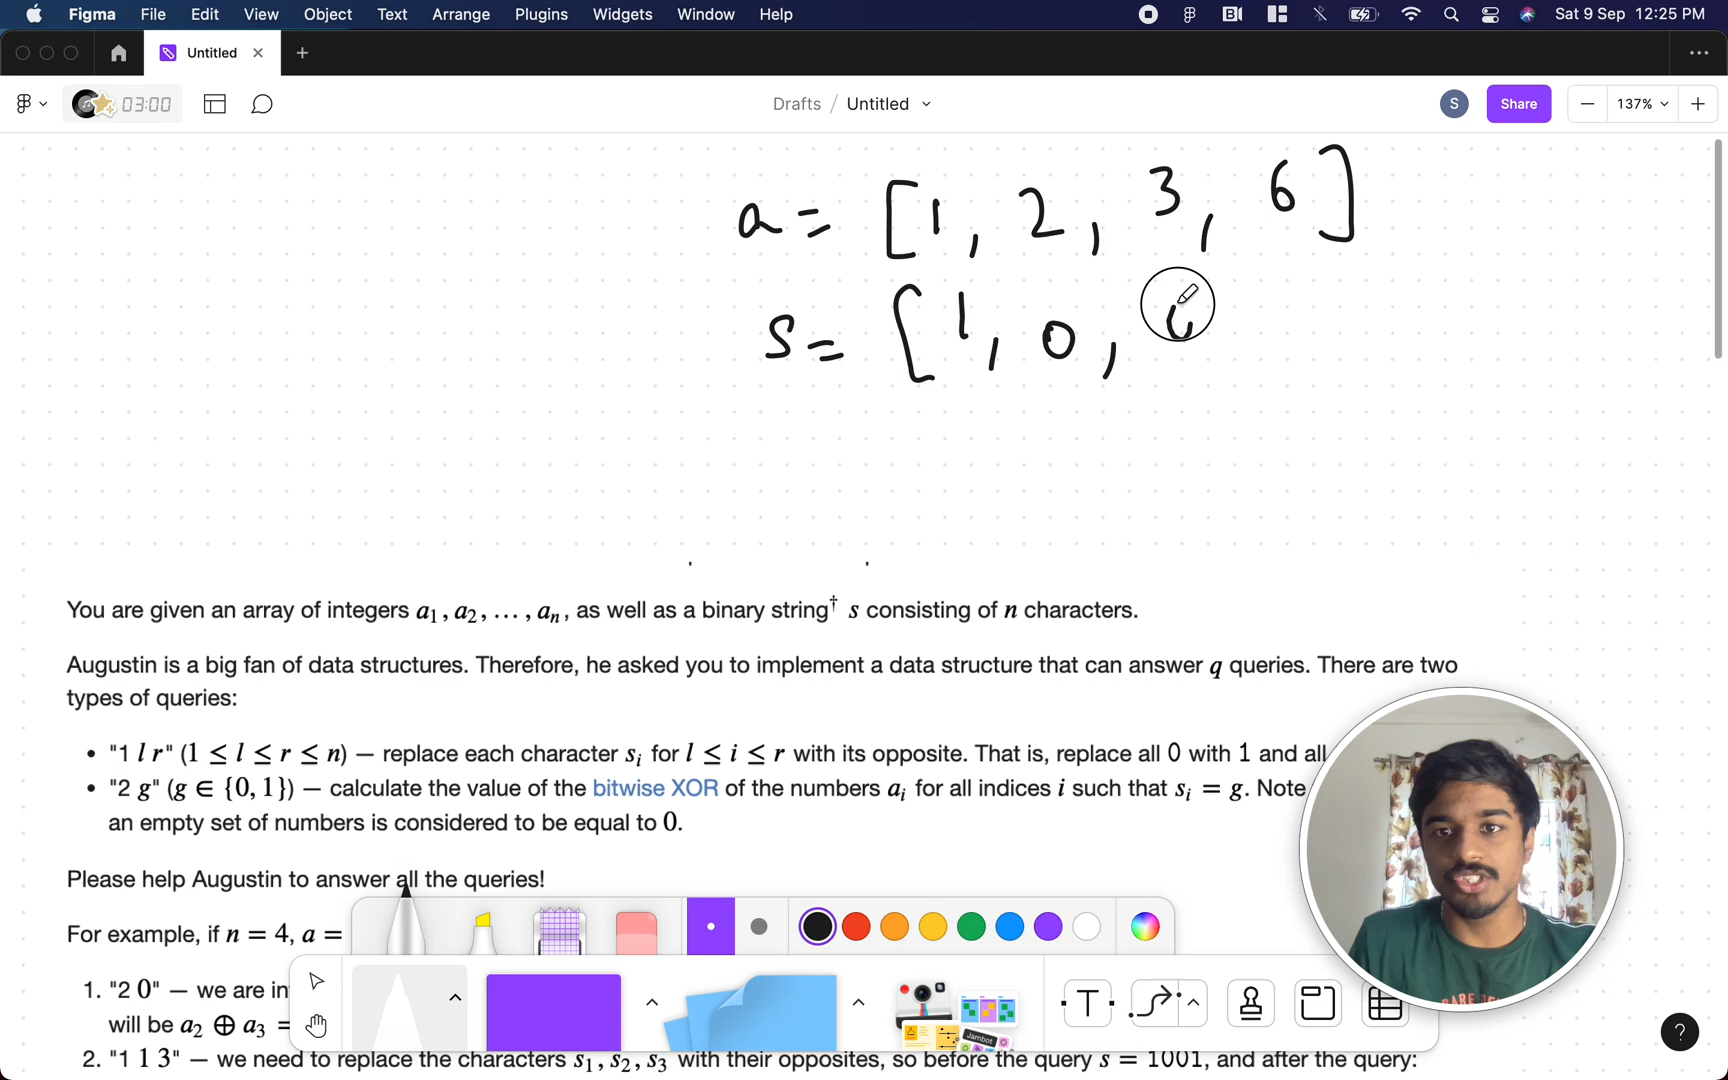 Figma File Edit View Object Text Arrange Plugins Widgets Window Help Sat 9 Sep 12:25 PM
Untitled
03:00 Drafts / Untitled S Share 137%
a = [1, 2, 3, 6]
s = [1, 0,
You are given an array of integers a₁, a₂, …, aₙ, as well as a binary string† s consisting of n characters.
Augustin is a big fan of data structures. Therefore, he asked you to implement a data structure that can answer q queries. There are two
types of queries:
• "1 l r" (1 ≤ l ≤ r ≤ n) — replace each character sᵢ for l ≤ i ≤ r with its opposite. That is, replace all 0 with 1 and all
• "2 g" (g ∈ {0, 1}) — calculate the value of the bitwise XOR of the numbers aᵢ for all indices i such that sᵢ = g. Note
an empty set of numbers is considered to be equal to 0.
Please help Augustin to answer all the queries!
For example, if n = 4, a =
1. "2 0" — we are in
will be a₂ ⊕ a₃ =
2. "1 1 3" — we need to replace the characters s₁, s₂, s₃ with their opposites, so before the query s = 1001, and after the query:
T
Jambot
?